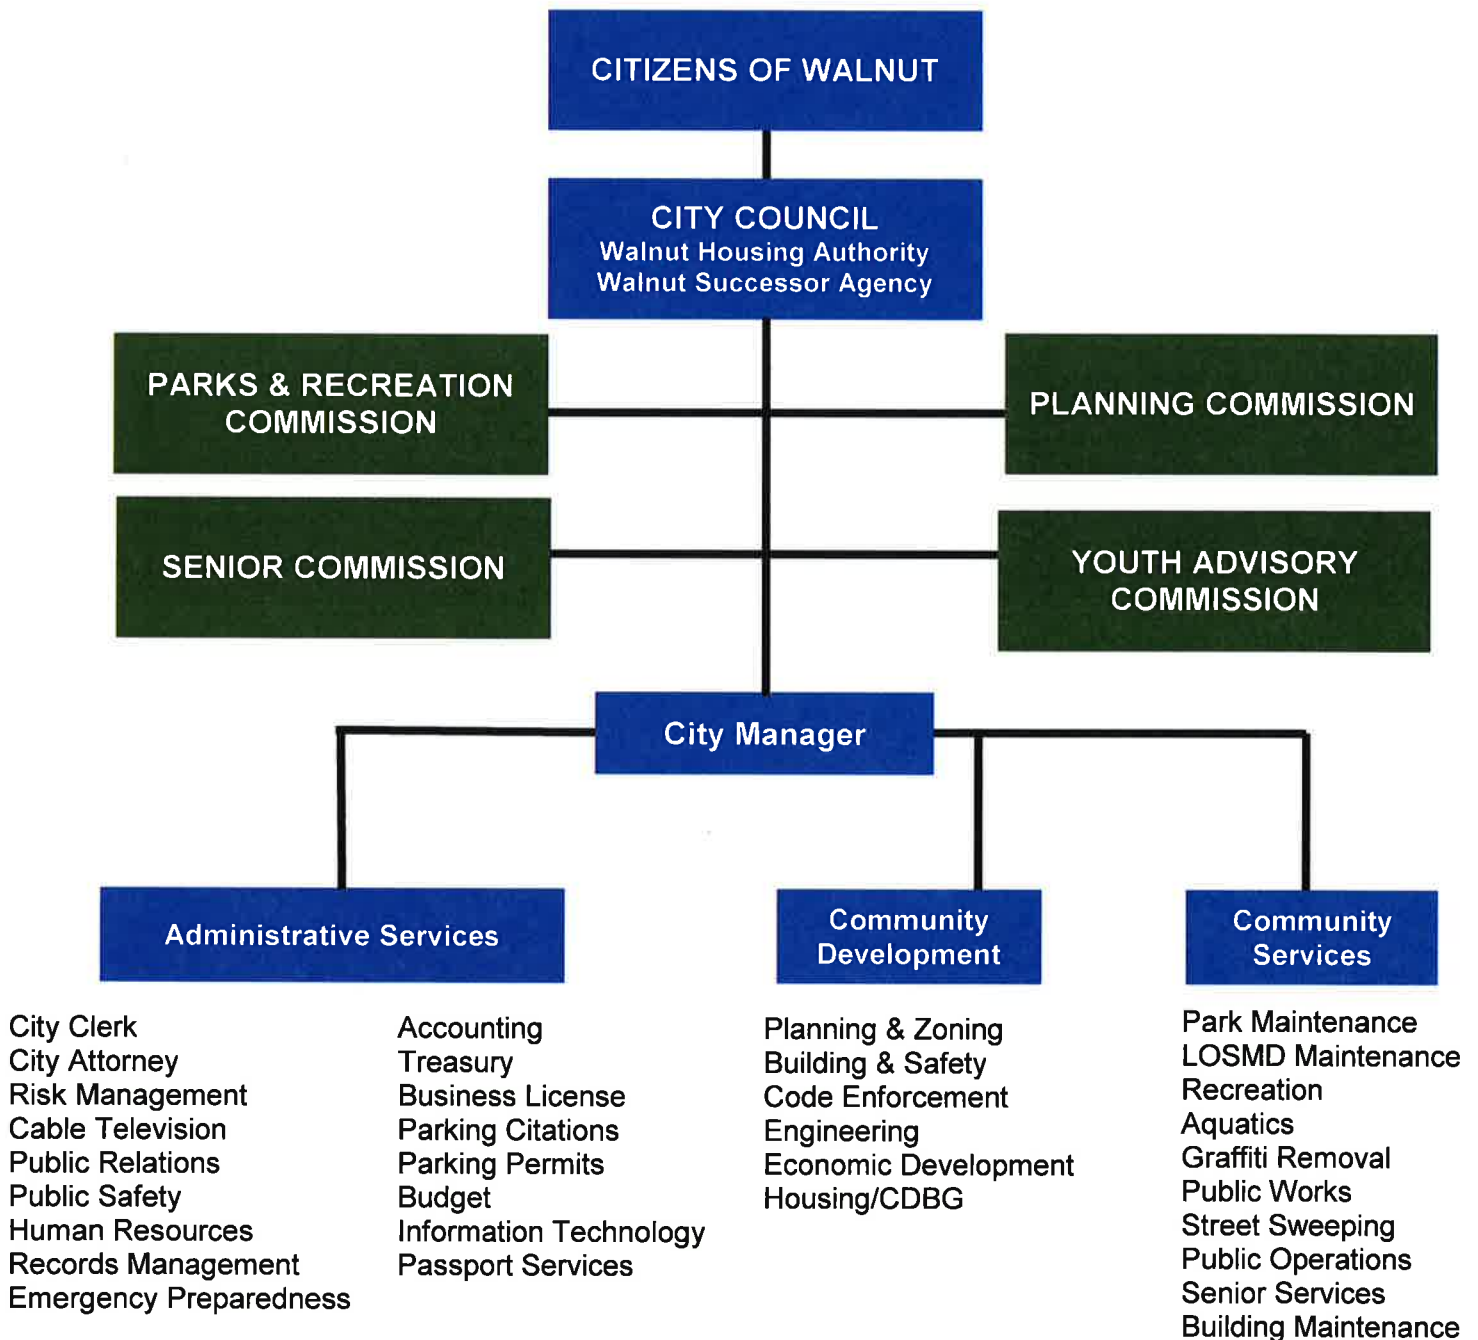 CITIZENS OF WALNUT
CITY COUNCIL
Walnut Housing Authority
Walnut Successor Agency
PARKS & RECREATION
COMMISSION
PLANNING COMMISSION
SENIOR COMMISSION
YOUTH ADVISORY
COMMISSION
City Manager
Administrative Services
City Clerk
City Attorney
Risk Management
Cable Television
Public Relations
Public Safety
Human Resources
Records Management
Emergency Preparedness
Accounting
Treasury
Business License
Parking Citations
Parking Permits
Budget
Information Technology
Passport Services
Community
Development
Planning & Zoning
Building & Safety
Code Enforcement
Engineering
Economic Development
Housing/CDBG
Community
Services
Park Maintenance
LOSMD Maintenance
Recreation
Aquatics
Graffiti Removal
Public Works
Street Sweeping
Public Operations
Senior Services
Building Maintenance